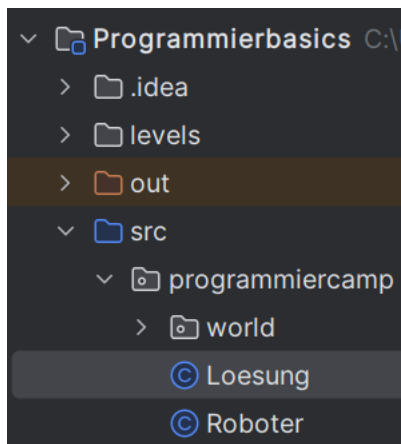 Programmierbasics C:\
.idea
levels
out
src
programmiercamp
world
Loesung
Roboter